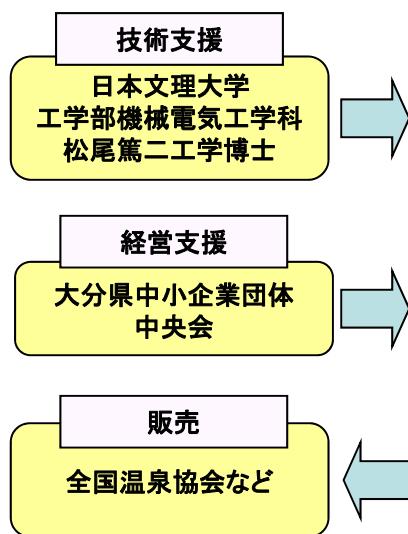 技術支援
日本文理大学
工学部機械電気工学科
松尾篤二工学博士
経営支援
大分県中小企業団体
中央会
販売
全国温泉協会など